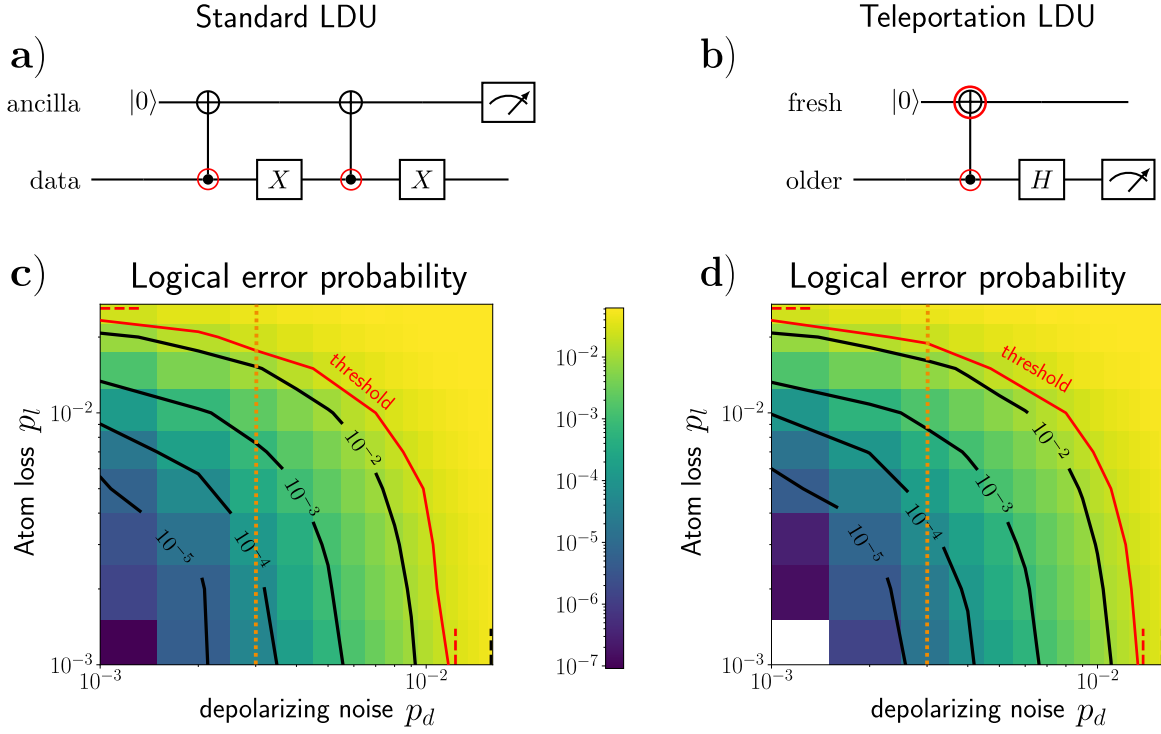 Standard LDU
Teleportation LDU
a)
b)
ancilla |0⟩
data X X
fresh |0⟩
older H
c)
Logical error probability
d)
Logical error probability
threshold
10⁻²
10⁻³
10⁻⁴
10⁻⁵
Atom loss p_l
10⁻²
10⁻³
10⁻³
10⁻²
depolarizing noise p_d
10⁻²
10⁻³
10⁻⁴
10⁻⁵
10⁻⁶
10⁻⁷
threshold
10⁻²
10⁻³
10⁻⁴
10⁻⁵
Atom loss p_l
10⁻²
10⁻³
10⁻³
10⁻²
depolarizing noise p_d